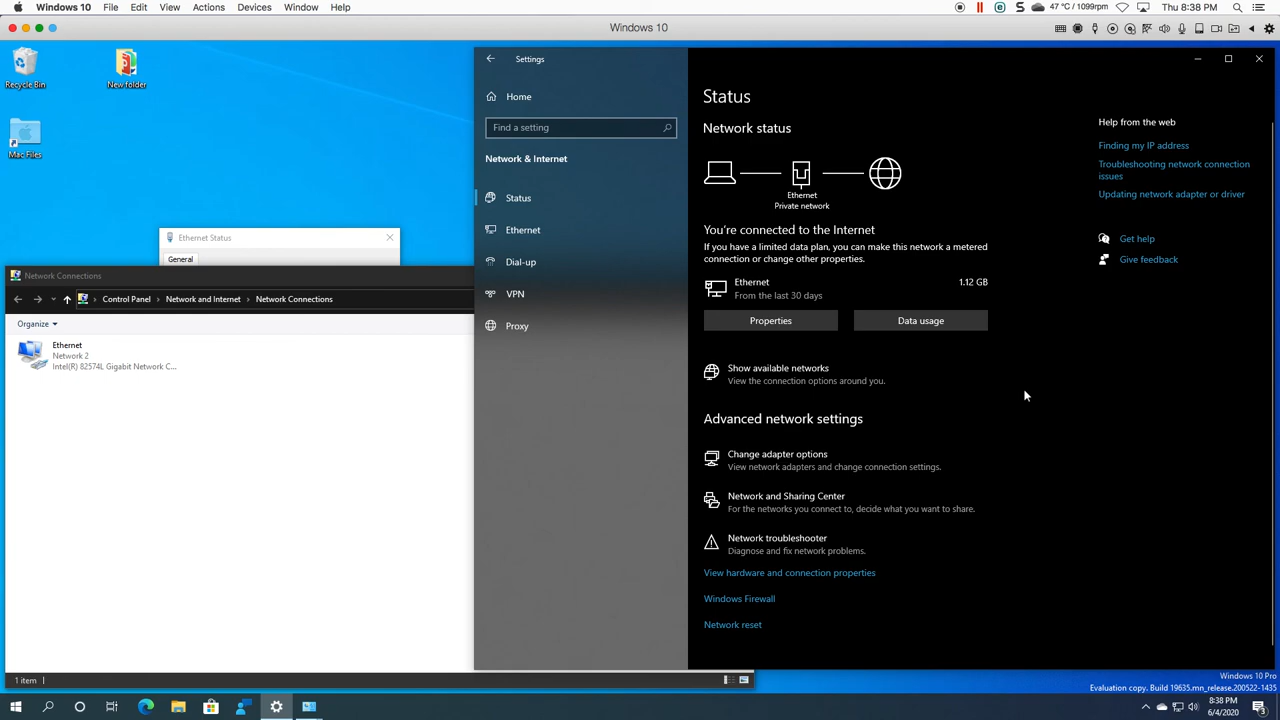 Windows 10 File Edit View Actions Devices Window Help 47 °C / 1099rpm Thu 8:38 PM
Windows 10
Recycle Bin
New folder
Mac Files
Ethernet Status
General
Network Connections
Control Panel > Network and Internet > Network Connections
Organize
Ethernet
Network 2
Intel(R) 82574L Gigabit Network C...
1 item
Settings
Home
Find a setting
Network & Internet
Status
Ethernet
Dial-up
VPN
Proxy
Status
Network status
Ethernet
Private network
You're connected to the Internet
If you have a limited data plan, you can make this network a metered
connection or change other properties.
Ethernet 1.12 GB
From the last 30 days
Properties Data usage
Show available networks
View the connection options around you.
Advanced network settings
Change adapter options
View network adapters and change connection settings.
Network and Sharing Center
For the networks you connect to, decide what you want to share.
Network troubleshooter
Diagnose and fix network problems.
View hardware and connection properties
Windows Firewall
Network reset
Help from the web
Finding my IP address
Troubleshooting network connection
issues
Updating network adapter or driver
Get help
Give feedback
Windows 10 Pro
Evaluation copy. Build 19635.mn_release.200522-1435
8:38 PM
6/4/2020